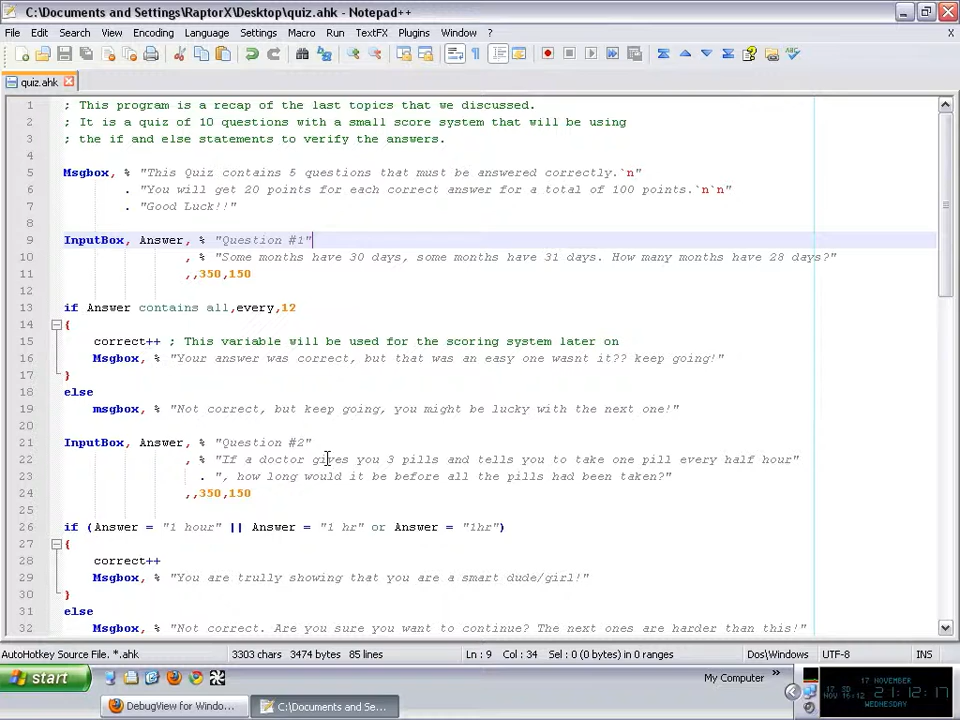 C:\Documents and Settings\RaptorX\Desktop\quiz.ahk - Notepad++
File Edit Search View Encoding Language Settings Macro Run TextFX Plugins Window ? X
quiz.ahk
1 ; This program is a recap of the last topics that we discussed.
2 ; It is a quiz of 10 questions with a small score system that will be using
3 ; the if and else statements to verify the answers.
4
5 Msgbox, % "This Quiz contains 5 questions that must be answered correctly.`n"
6 . "You will get 20 points for each correct answer for a total of 100 points.`n`n"
7 . "Good Luck!!"
8
9 InputBox, Answer, % "Question #1"
10 , % "Some months have 30 days, some months have 31 days. How many months have 28 days?"
11 ,,350,150
12
13 if Answer contains all,every,12
14 {
15 correct++ ; This variable will be used for the scoring system later on
16 Msgbox, % "Your answer was correct, but that was an easy one wasnt it?? keep going!"
17 }
18 else
19 msgbox, % "Not correct, but keep going, you might be lucky with the next one!"
20
21 InputBox, Answer, % "Question #2"
22 , % "If a doctor gives you 3 pills and tells you to take one pill every half hour"
23 . ", how long would it be before all the pills had been taken?"
24 ,,350,150
25
26 if (Answer = "1 hour" || Answer = "1 hr" or Answer = "1hr")
27 {
28 correct++
29 Msgbox, % "You are trully showing that you are a smart dude/girl!"
30 }
31 else
32 Msgbox, % "Not correct. Are you sure you want to continue? The next ones are harder than this!"
AutoHotkey Source File. *.ahk 3303 chars 3474 bytes 85 lines Ln : 9 Col : 34 Sel : 0 (0 bytes) in 0 ranges Dos\Windows UTF-8 INS
start My Computer »
DebugView for Windo... C:\Documents and Se...
17 NOVEMBER
21:12:17
WEDNESDAY